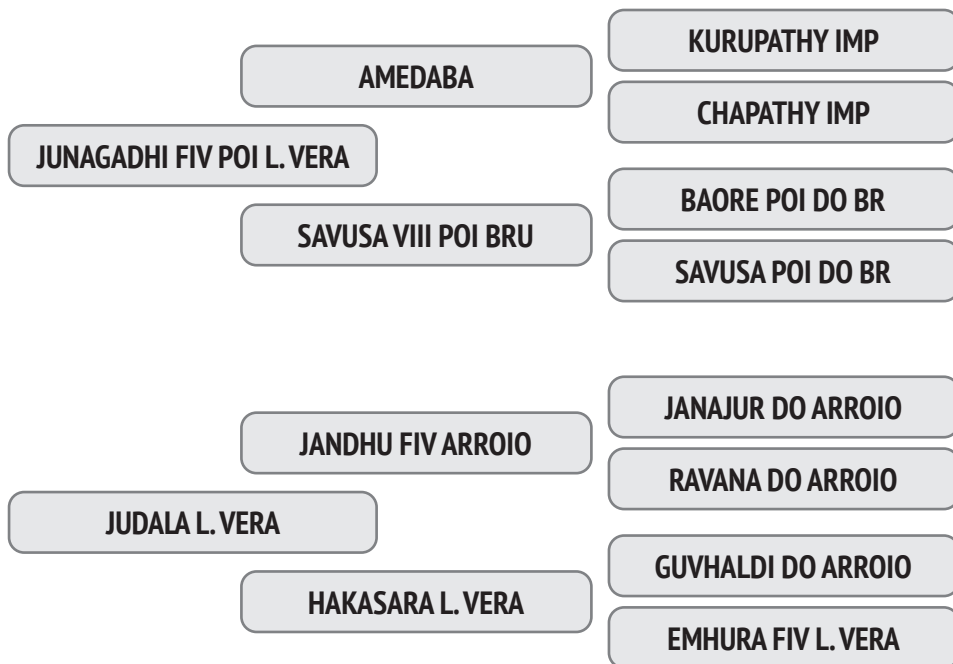 KURUPATHY IMP
AMEDABA
CHAPATHY IMP
JUNAGADHI FIV POI L. VERA
BAORE POI DO BR
SAVUSA VIII POI BRU
SAVUSA POI DO BR
JANAJUR DO ARROIO
JANDHU FIV ARROIO
RAVANA DO ARROIO
JUDALA L. VERA
GUVHALDI DO ARROIO
HAKASARA L. VERA
EMHURA FIV L. VERA